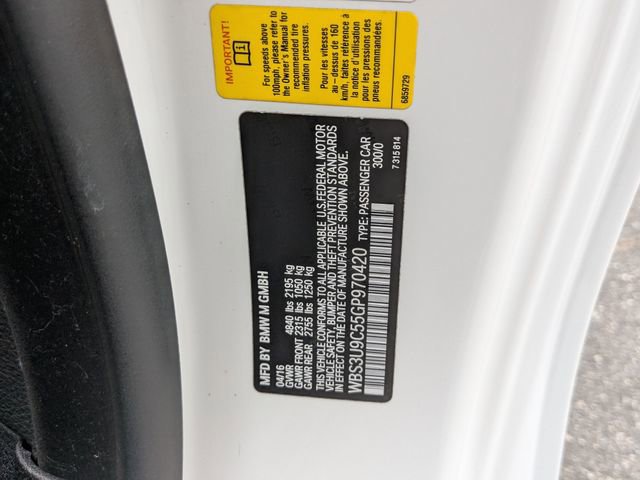 IMPORTANT!
For speeds above
100mph, please refer to
the Owner's Manual for
recommended tire
inflation pressures.
Pour les vitesses
au - dessus de 160
km/h, faites référence à
la notice d'utilisation
pour les pressions des
pneus recommandées.
6859729
MFD BY BMW M GMBH
04/16
GVWR 4840 lbs 2195 kg
GAWR FRONT 2315 lbs 1050 kg
GAWR REAR 2755 lbs 1250 kg
THIS VEHICLE CONFORMS TO ALL APPLICABLE U.S.FEDERAL MOTOR
VEHICLE SAFETY, BUMPER AND THEFT PREVENTION STANDARDS
IN EFFECT ON THE DATE OF MANUFACTURE SHOWN ABOVE.
WBS3U9C55GP970420 TYPE: PASSENGER CAR
300/0
7 315 814